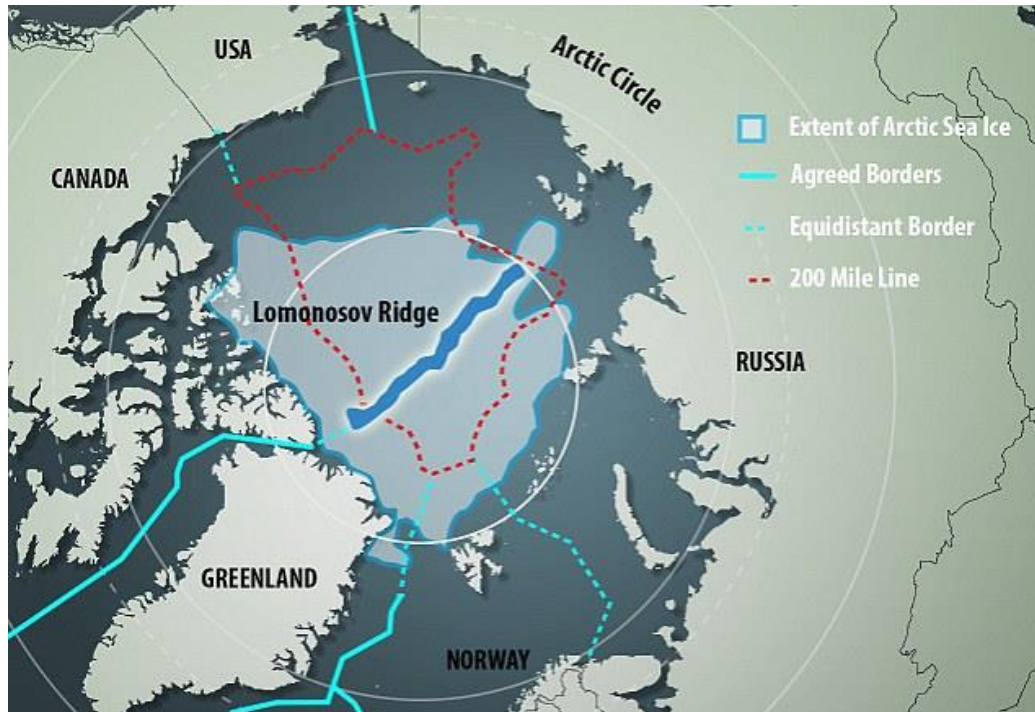 USA
Arctic Circle
CANADA
Extent of Arctic Sea Ice
Agreed Borders
Equidistant Border
200 Mile Line
Lomonosov Ridge
RUSSIA
GREENLAND
NORWAY